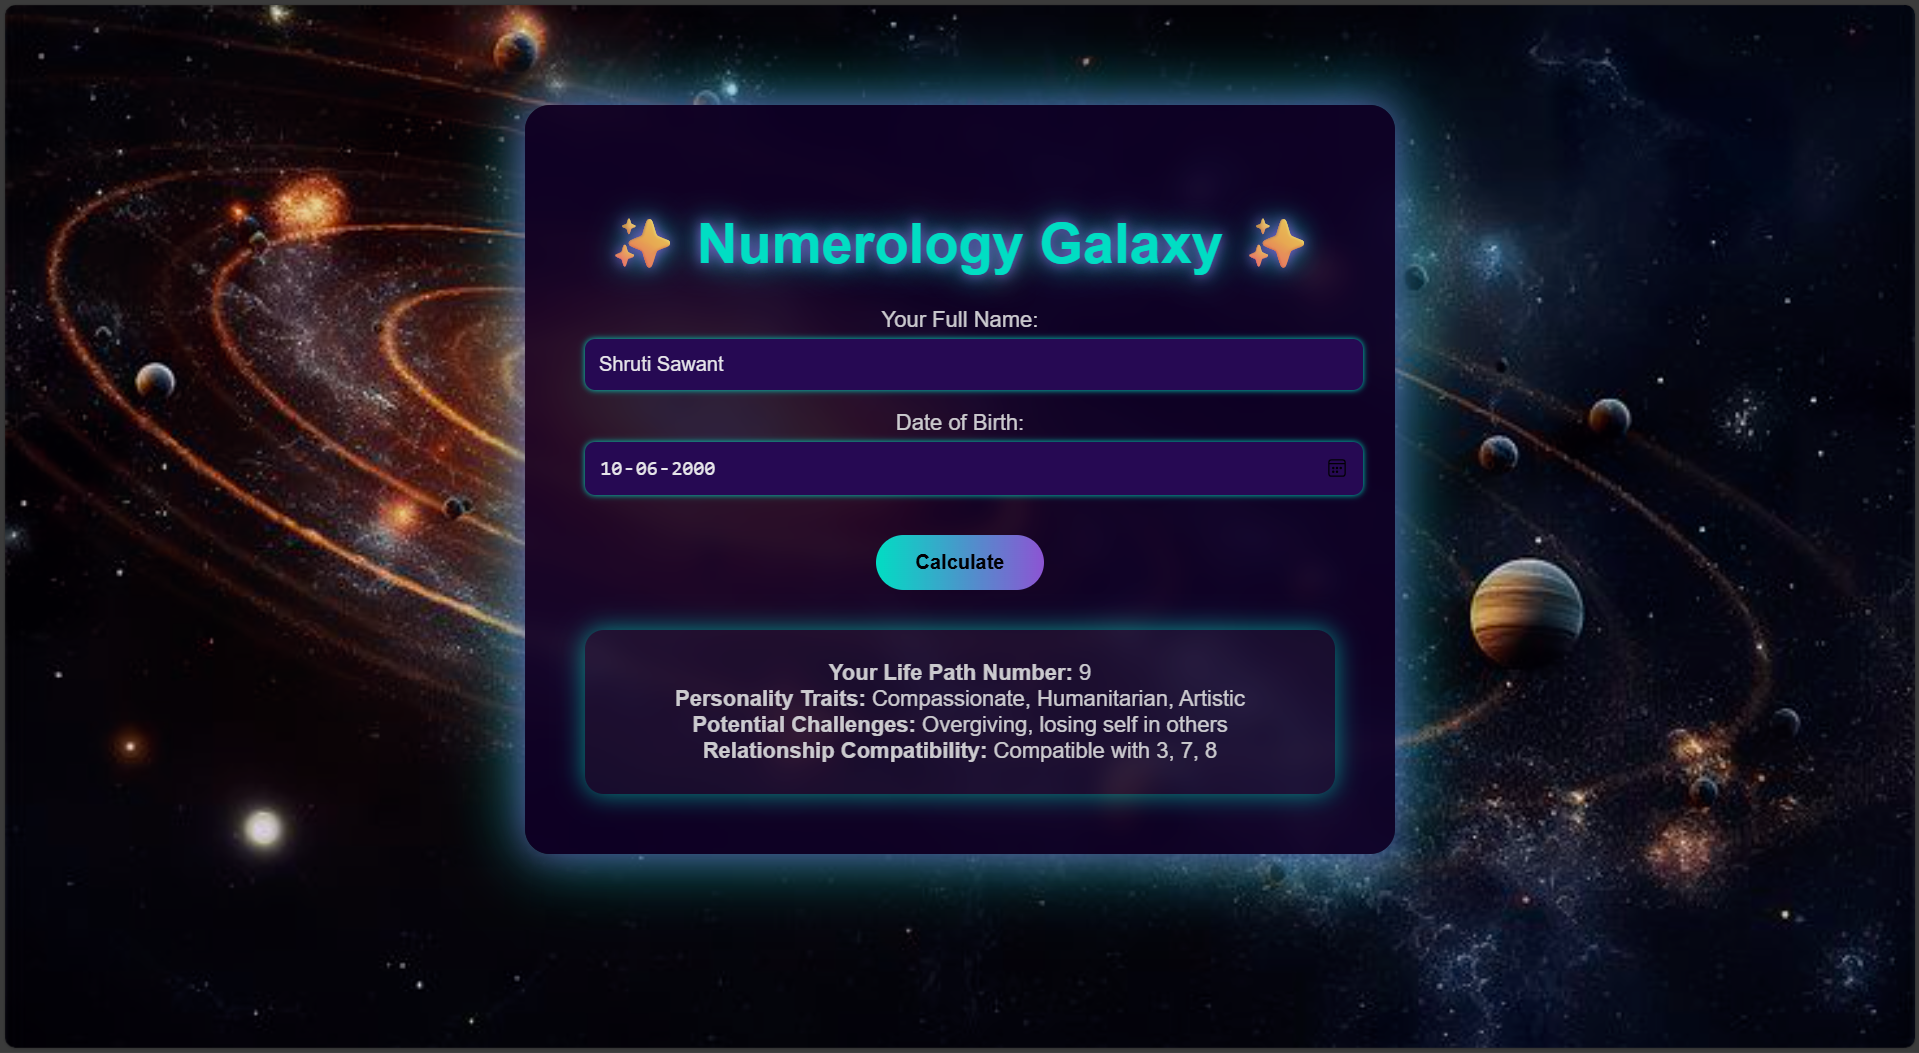 ✨ Numerology Galaxy ✨
Your Full Name:
Shruti Sawant
Date of Birth:
10-06-2000
Calculate
Your Life Path Number: 9
Personality Traits: Compassionate, Humanitarian, Artistic
Potential Challenges: Overgiving, losing self in others
Relationship Compatibility: Compatible with 3, 7, 8